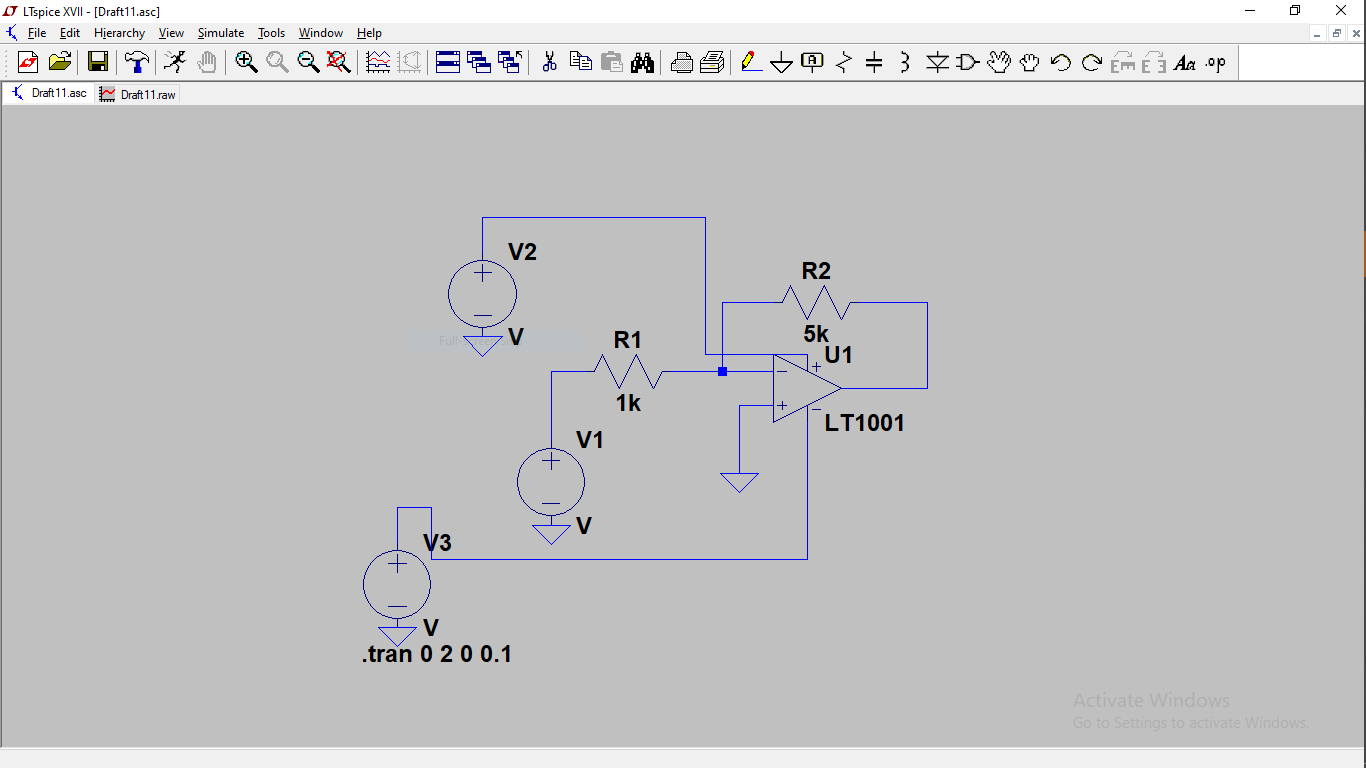 LTspice XVII - [Draft11.asc]
File Edit Hierarchy View Simulate Tools Window Help
A Aa .op
Draft11.asc Draft11.raw
V2
V
R2
5k
R1
1k
U1
LT1001
V1
V
V3
V
.tran 0 2 0 0.1
Activate Windows
Go to Settings to activate Windows.